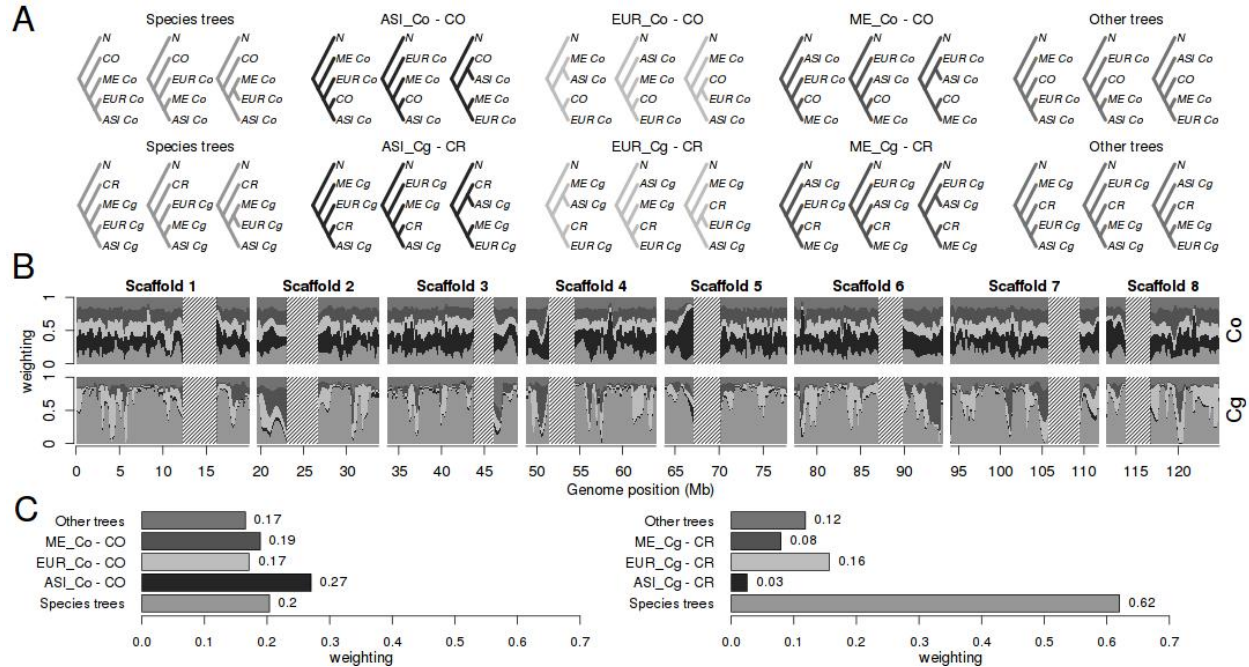 A
Species trees ASI_Co - CO EUR_Co - CO ME_Co - CO Other trees
N N N N N N N N N N N N N N N
CO CO CO ME Co EUR Co CO ME Co ASI Co ME Co ASI Co EUR Co EUR Co ME Co EUR Co ASI Co
ME Co EUR Co ME Co EUR Co ME Co ASI Co ASI Co ME Co CO EUR Co ASI Co ASI Co CO CO CO
EUR Co ME Co EUR Co CO CO ME Co CO CO EUR Co CO CO CO EUR Co ME Co ME Co
ASI Co ASI Co ASI Co ASI Co ASI Co EUR Co EUR Co EUR Co ASI Co ME Co ME Co ME Co ASI Co ASI Co EUR Co
Species trees ASI_Cg - CR EUR_Cg - CR ME_Cg - CR Other trees
N N N N N N N N N N N N N N N
CR CR CR ME Cg EUR Cg CR ME Cg ASI Cg ME Cg ASI Cg EUR Cg CR ME Cg EUR Cg ASI Cg
ME Cg EUR Cg ME Cg EUR Cg ME Cg ASI Cg ASI Cg ME Cg CR EUR Cg ASI Cg ME Cg CR CR CR
EUR Cg ME Cg EUR Cg CR CR ME Cg CR CR EUR Cg CR CR EUR Cg EUR Cg ME Cg ME Cg
ASI Cg ASI Cg ASI Cg ASI Cg ASI Cg EUR Cg EUR Cg EUR Cg ASI Cg ME Cg ME Cg ASI Cg ASI Cg ASI Cg EUR Cg
B
Scaffold 1 Scaffold 2 Scaffold 3 Scaffold 4 Scaffold 5 Scaffold 6 Scaffold 7 Scaffold 8
weighting
0 0.5 1
0 0.5 1
Co
Cg
0 5 10 15 20 25 30 35 40 45 50 55 60 65 70 75 80 85 90 95 100 105 110 115 120
Genome position (Mb)
C
Other trees 0.17
ME_Co - CO 0.19
EUR_Co - CO 0.17
ASI_Co - CO 0.27
Species trees 0.2
0.0 0.1 0.2 0.3 0.4 0.5 0.6 0.7
weighting
Other trees 0.12
ME_Cg - CR 0.08
EUR_Cg - CR 0.16
ASI_Cg - CR 0.03
Species trees 0.62
0.0 0.1 0.2 0.3 0.4 0.5 0.6 0.7
weighting